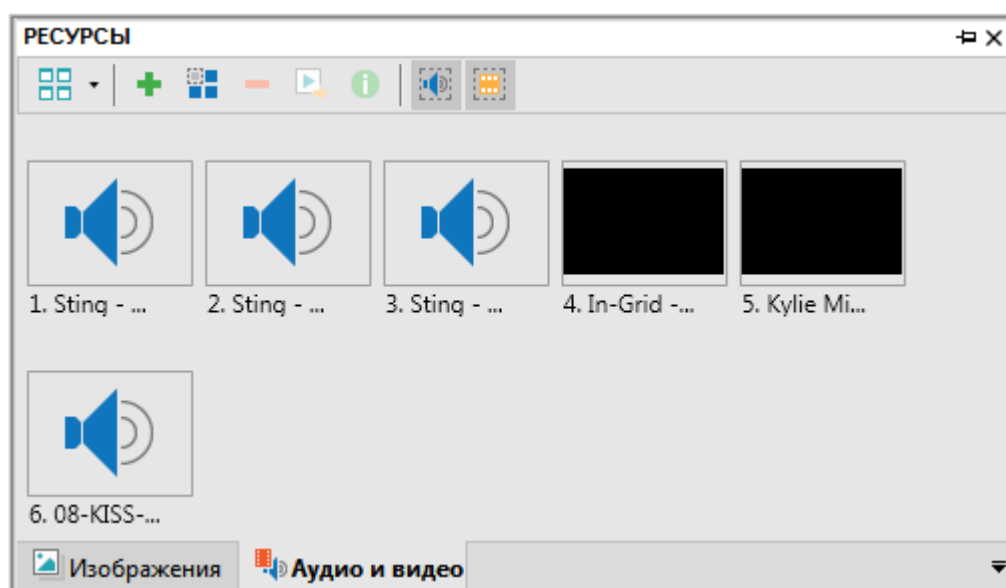 РЕСУРСЫ
1. Sting - ...
2. Sting - ...
3. Sting - ...
4. In-Grid -...
5. Kylie Mi...
6. 08-KISS-...
Изображения
Аудио и видео